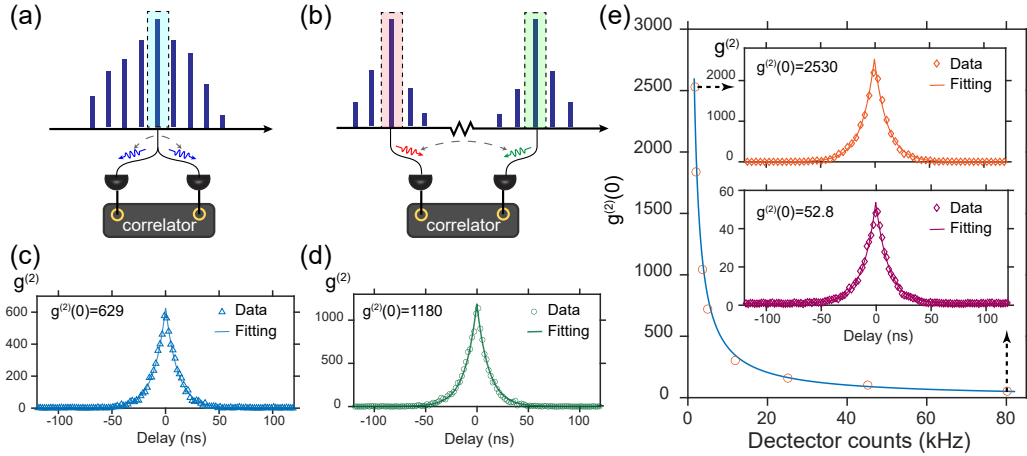 (a)
correlator
(b)
correlator
(c)
g⁽²⁾
g⁽²⁾(0)=629
Data
Fitting
600
400
200
0
-100
-50
0
50
100
Delay (ns)
(d)
g⁽²⁾
g⁽²⁾(0)=1180
Data
Fitting
1000
500
0
-100
-50
0
50
100
Delay (ns)
(e)
g⁽²⁾(0)
3000
2500
2000
1500
1000
500
0
0
20
40
60
80
Dectector counts (kHz)
g⁽²⁾
g⁽²⁾(0)=2530
Data
Fitting
2000
1000
0
g⁽²⁾(0)=52.8
Data
Fitting
60
40
20
0
-100
-50
0
50
100
Delay (ns)